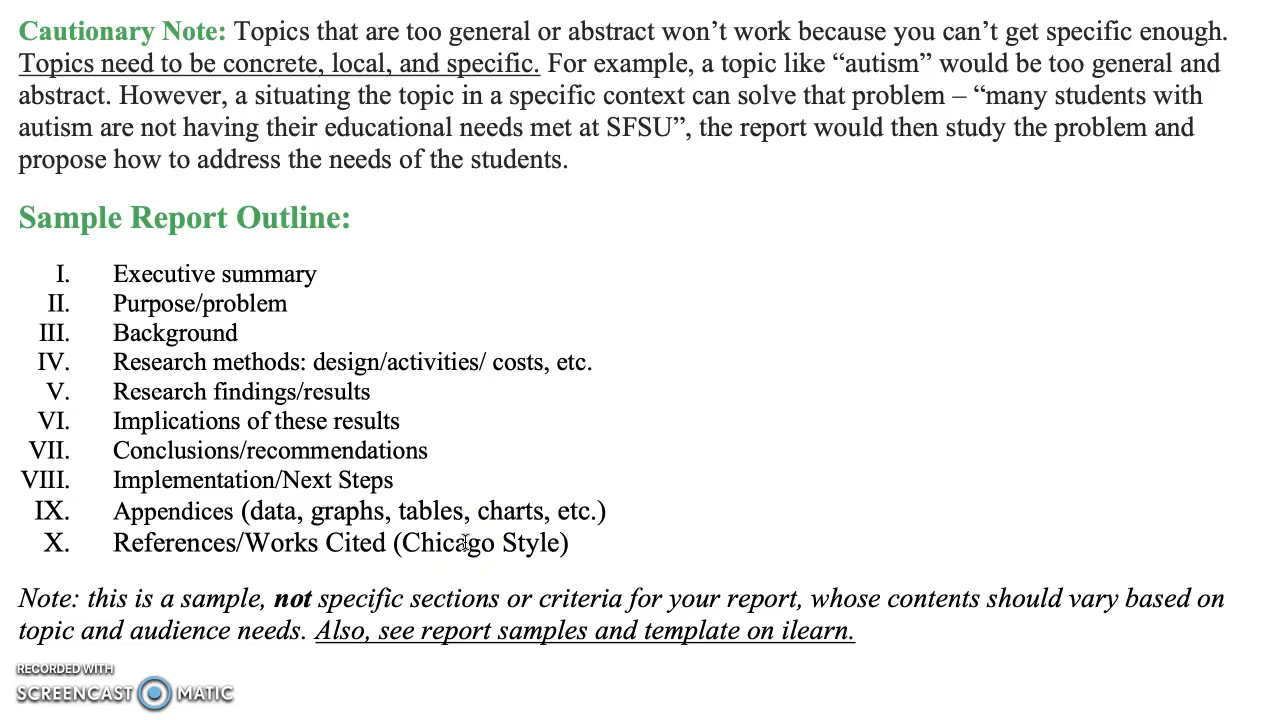 Cautionary Note: Topics that are too general or abstract won’t work because you can’t get specific enough.
Topics need to be concrete, local, and specific. For example, a topic like “autism” would be too general and
abstract. However, a situating the topic in a specific context can solve that problem – “many students with
autism are not having their educational needs met at SFSU”, the report would then study the problem and
propose how to address the needs of the students.
Sample Report Outline:
I. Executive summary
II. Purpose/problem
III. Background
IV. Research methods: design/activities/ costs, etc.
V. Research findings/results
VI. Implications of these results
VII. Conclusions/recommendations
VIII. Implementation/Next Steps
IX. Appendices (data, graphs, tables, charts, etc.)
X. References/Works Cited (Chicago Style)
Note: this is a sample, not specific sections or criteria for your report, whose contents should vary based on
topic and audience needs. Also, see report samples and template on ilearn.
RECORDED WITH
SCREENCAST MATIC